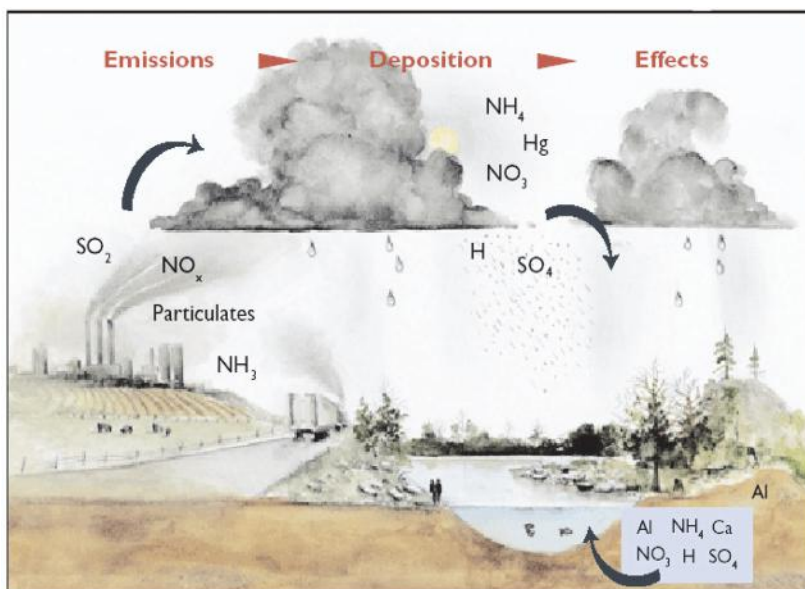 Emissions
Deposition
Effects
NH₄
Hg
NO₃
SO₂
NOₓ
Particulates
NH₃
H
SO₄
Al
Al NH₄ Ca
NO₃ H SO₄